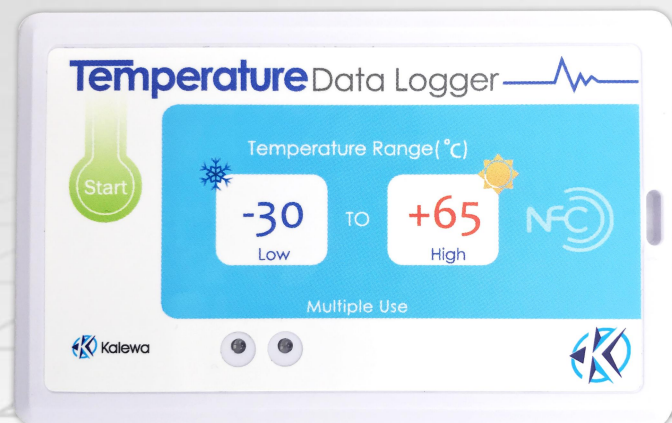 Temperature Data Logger
Start
Temperature Range(°C)
-30 TO +65
Low High
NFC
Multiple Use
Kalewa